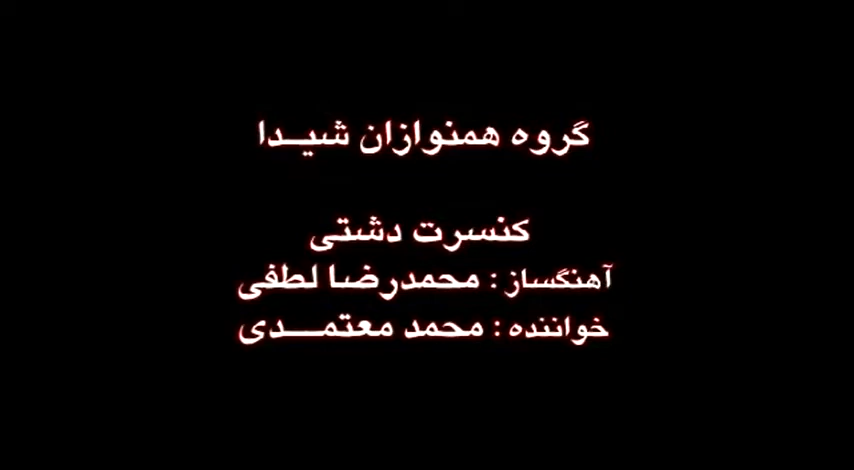 گروه همنوازان شیدا
کنسرت دشتی
آهنگساز : محمدرضا لطفی
خواننده : محمد معتمدی